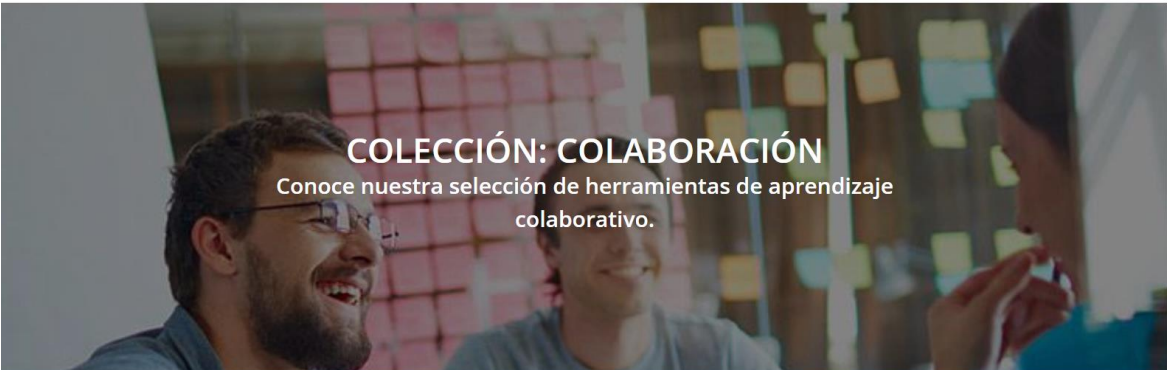 COLECCIÓN: COLABORACIÓN
Conoce nuestra selección de herramientas de aprendizaje
colaborativo.